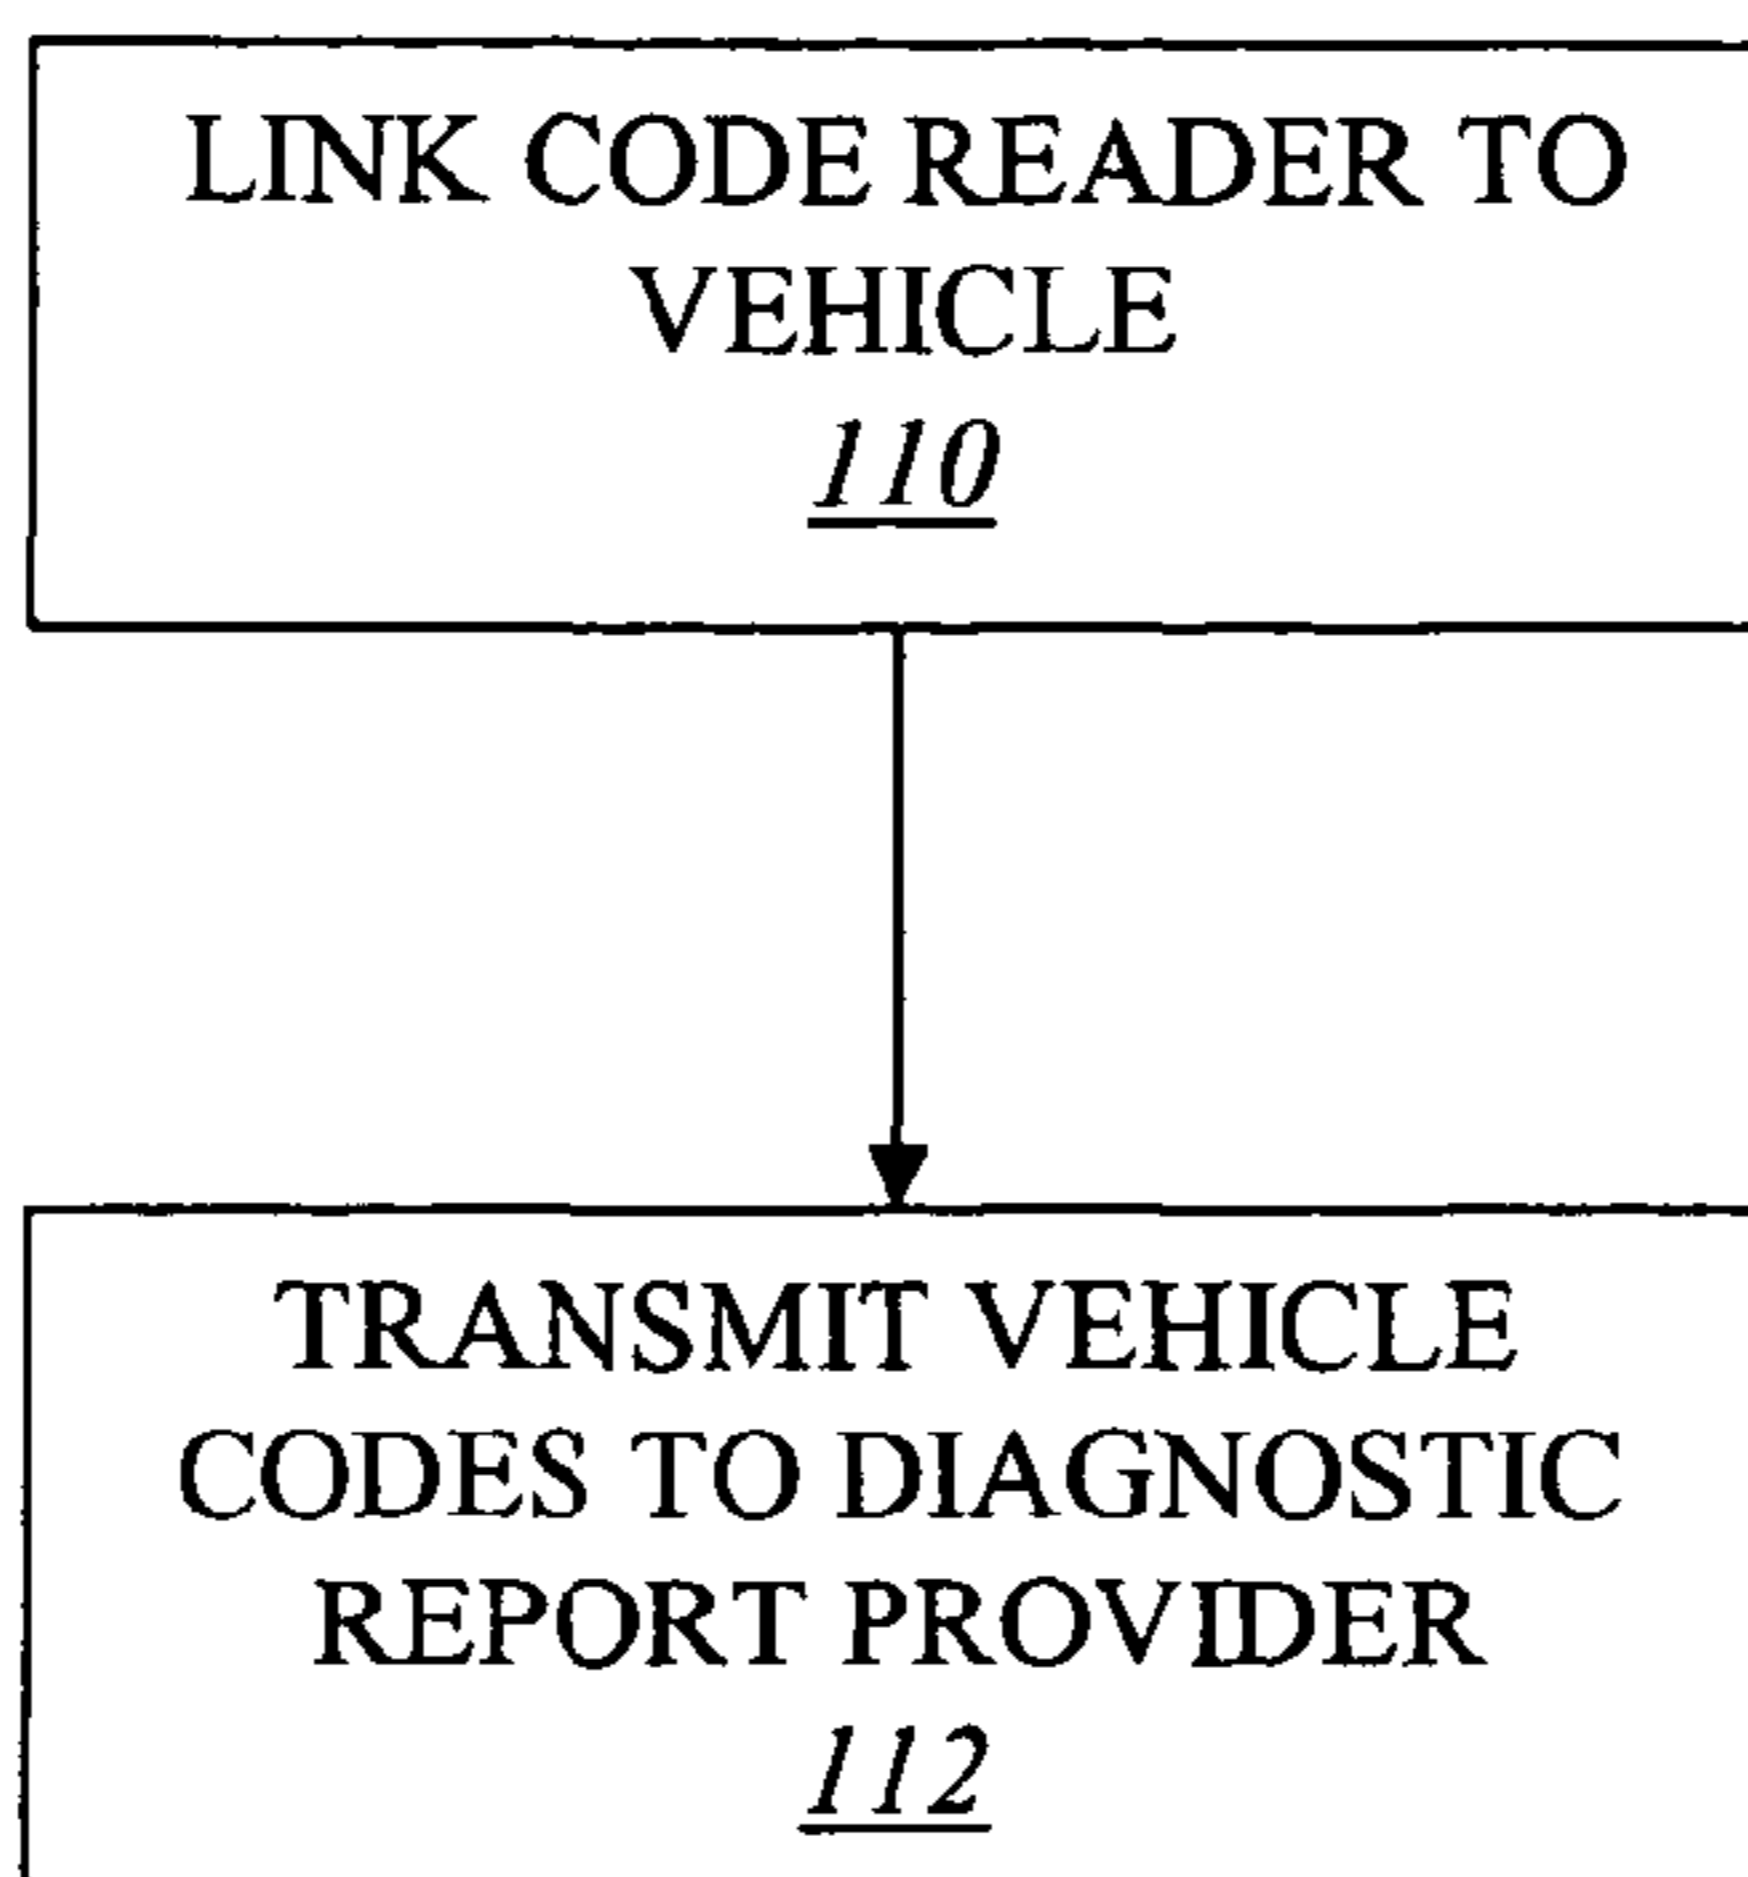 LINK CODE READER TO
VEHICLE
110
TRANSMIT VEHICLE
CODES TO DIAGNOSTIC
REPORT PROVIDER
112